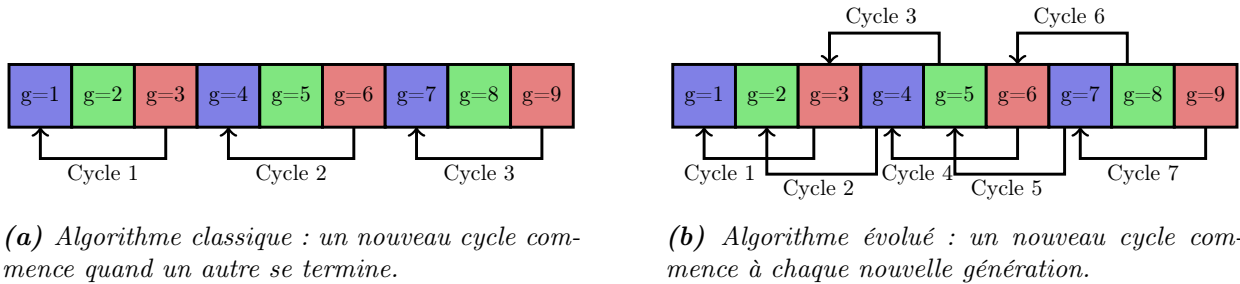 g=1 g=2 g=3 g=4 g=5 g=6 g=7 g=8 g=9
Cycle 1 Cycle 2 Cycle 3
(a) Algorithme classique : un nouveau cycle com-
mence quand un autre se termine.
Cycle 3 Cycle 6
g=1 g=2 g=3 g=4 g=5 g=6 g=7 g=8 g=9
Cycle 1 Cycle 2 Cycle 4 Cycle 5 Cycle 7
(b) Algorithme évolué : un nouveau cycle com-
mence à chaque nouvelle génération.